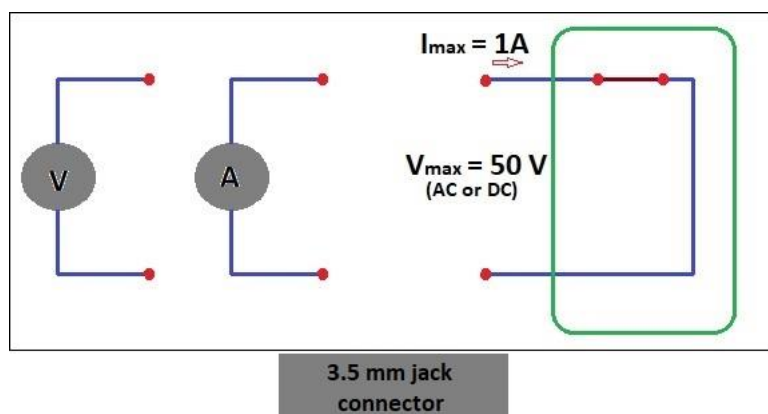 Imax = 1A
V
A
Vmax = 50 V
(AC or DC)
3.5 mm jack
connector